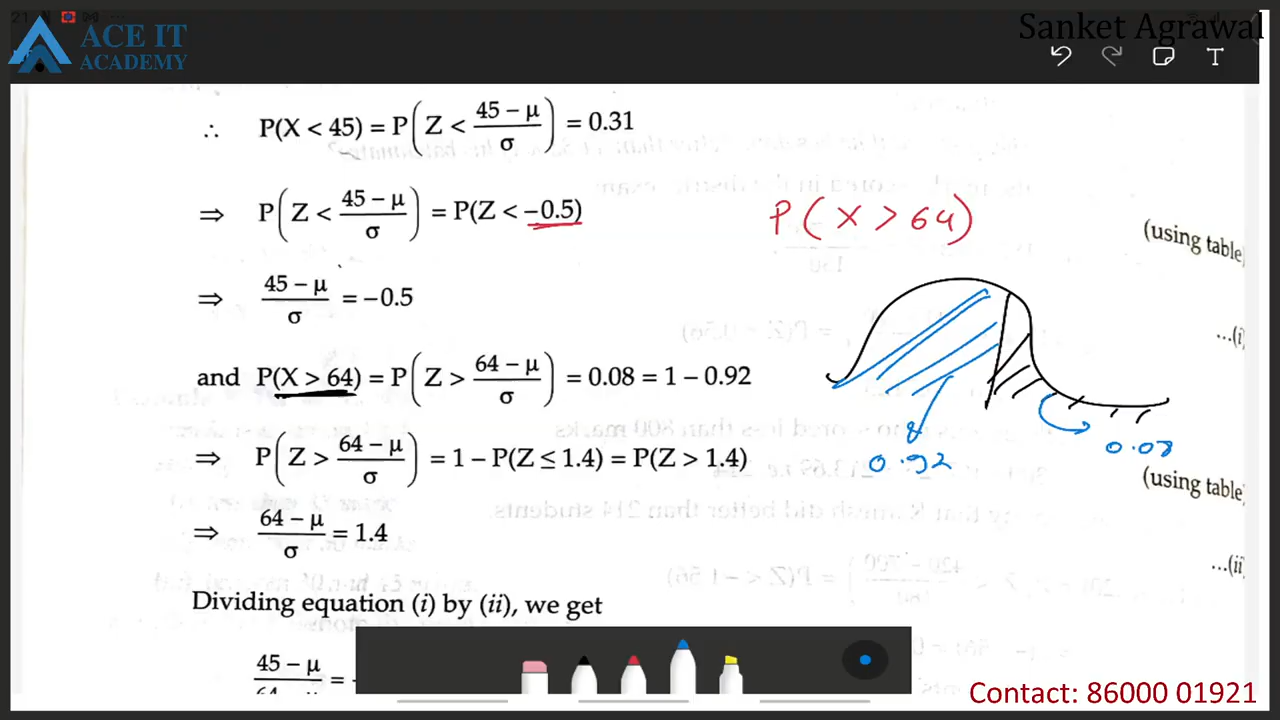 Sanket Agrawal
ACE IT
ACADEMY
T
∴ P(X < 45) = P(Z < (45 − μ)/σ) = 0.31
⇒ P(Z < (45 − μ)/σ) = P(Z < −0.5)
(using table)
⇒ (45 − μ)/σ = −0.5
...(i)
and P(X > 64) = P(Z > (64 − μ)/σ) = 0.08 = 1 − 0.92
⇒ P(Z > (64 − μ)/σ) = 1 − P(Z ≤ 1.4) = P(Z > 1.4)
(using table)
⇒ (64 − μ)/σ = 1.4
...(ii
Dividing equation (i) by (ii), we get
45 − μ
P(X > 64)
0.92
0.08
Contact: 86000 01921